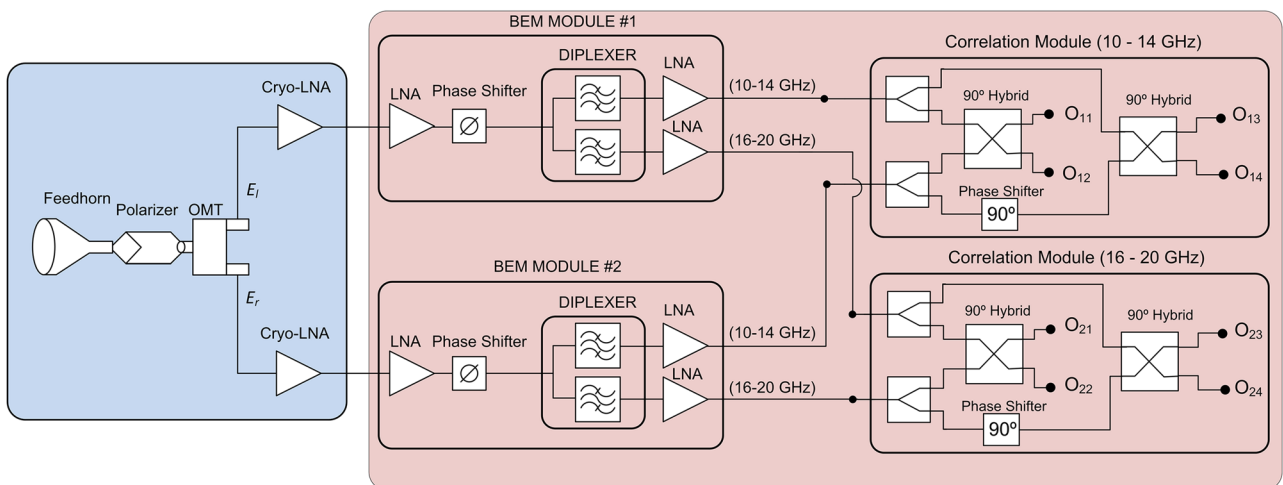 BEM MODULE #1
Correlation Module (10 - 14 GHz)
DIPLEXER
LNA
Cryo-LNA
LNA
Phase Shifter
(10-14 GHz)
90º Hybrid
90º Hybrid
O11
O13
Ø
LNA
(16-20 GHz)
O12
O14
El
Phase Shifter
90º
Feedhorn
Polarizer
OMT
BEM MODULE #2
Correlation Module (16 - 20 GHz)
Er
DIPLEXER
LNA
Cryo-LNA
LNA
Phase Shifter
(10-14 GHz)
90º Hybrid
90º Hybrid
O21
O23
Ø
LNA
(16-20 GHz)
O22
O24
Phase Shifter
90º